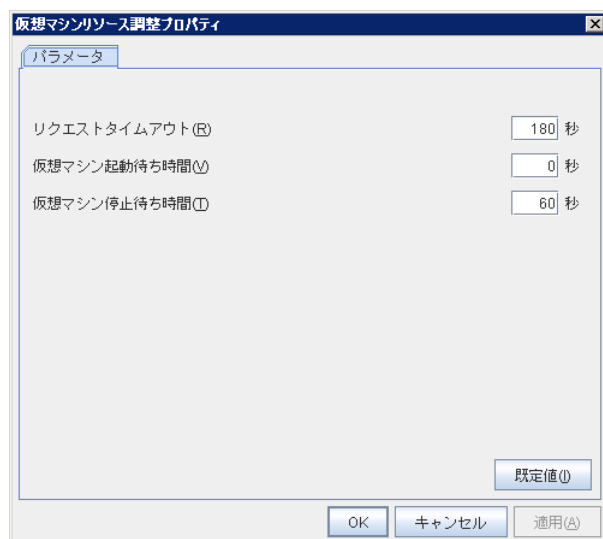 仮想マシンリソース調整プロパティ
パラメータ
リクエストタイムアウト(R) 180 秒
仮想マシン起動待ち時間(V) 0 秒
仮想マシン停止待ち時間(T) 60 秒
既定値(I)
OK キャンセル 適用(A)